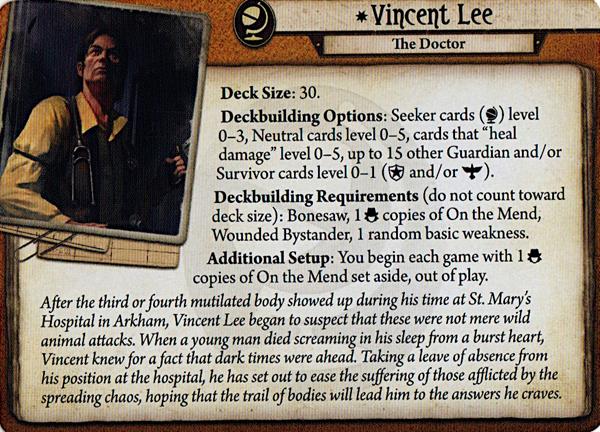 Vincent Lee
The Doctor
Deck Size: 30.
Deckbuilding Options: Seeker cards () level
0–3, Neutral cards level 0–5, cards that “heal
damage” level 0–5, up to 15 other Guardian and/or
Survivor cards level 0–1 ( and/or ).
Deckbuilding Requirements (do not count toward
deck size): Bonesaw, 1 copies of On the Mend,
Wounded Bystander, 1 random basic weakness.
Additional Setup: You begin each game with 1
copies of On the Mend set aside, out of play.
After the third or fourth mutilated body showed up during his time at St. Mary’s
Hospital in Arkham, Vincent Lee began to suspect that these were not mere wild
animal attacks. When a young man died screaming in his sleep from a burst heart,
Vincent knew for a fact that dark times were ahead. Taking a leave of absence from
his position at the hospital, he has set out to ease the suffering of those afflicted by the
spreading chaos, hoping that the trail of bodies will lead him to the answers he craves.